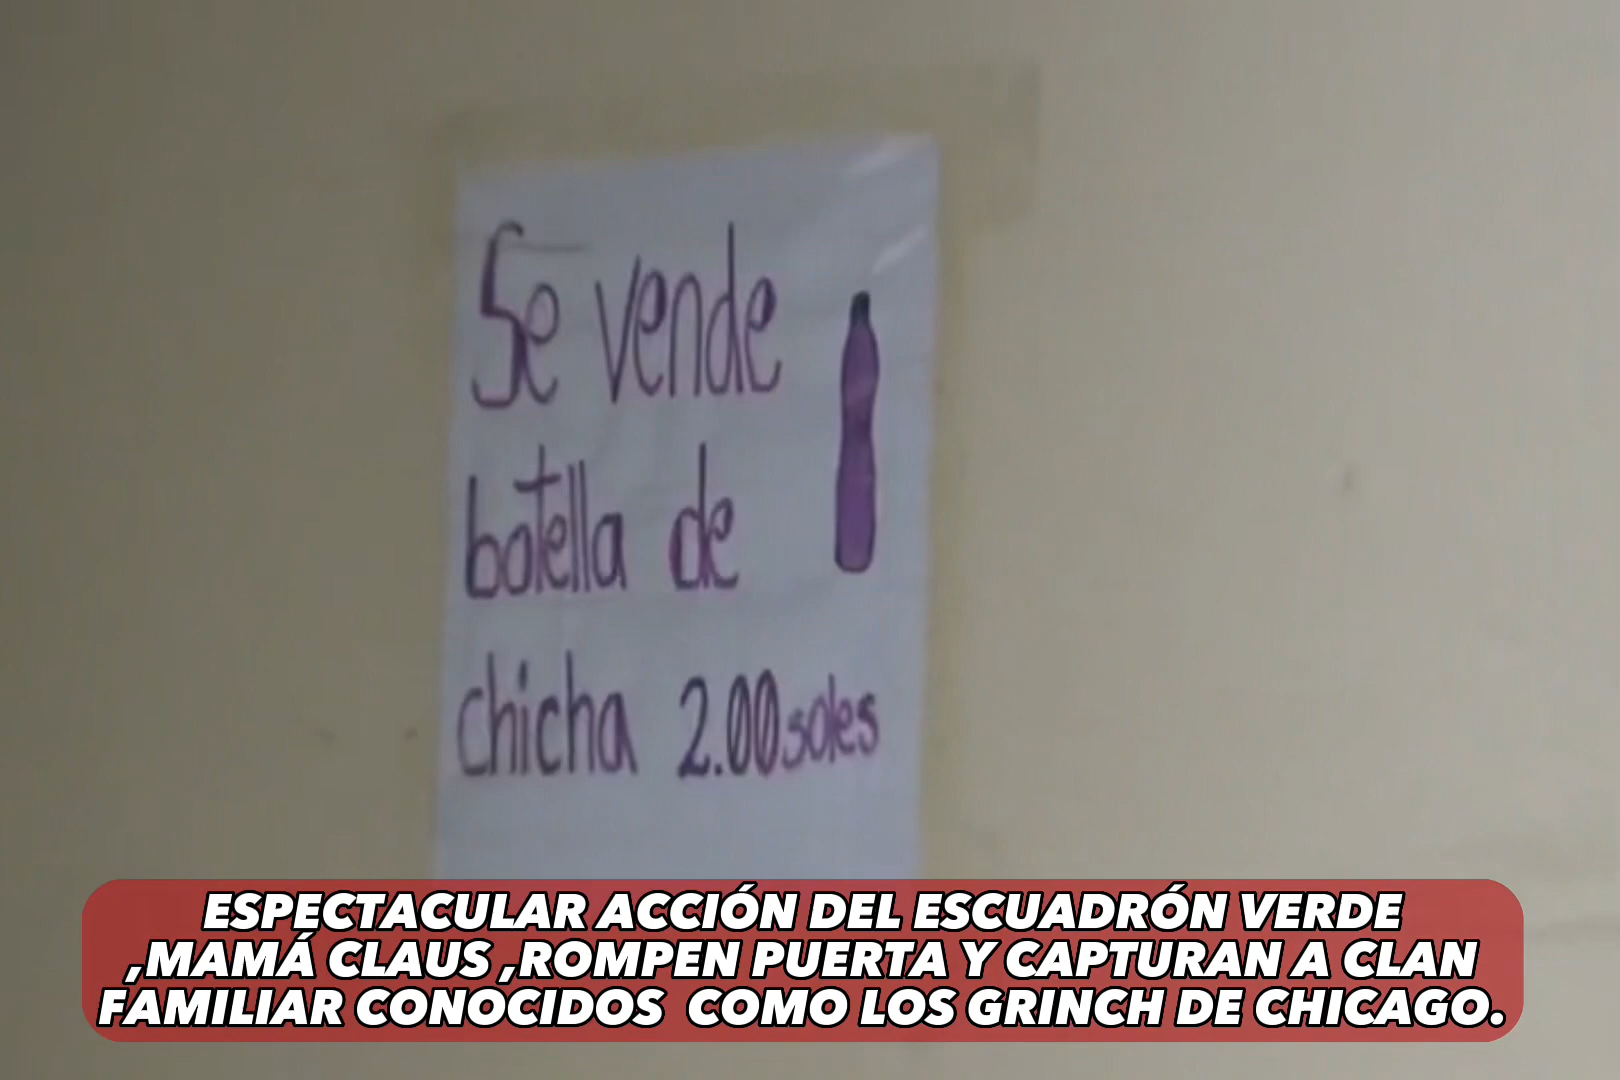 Se vende
botella de
chicha 2.00 soles
ESPECTACULAR ACCIÓN DEL ESCUADRÓN VERDE
,MAMÁ CLAUS ,ROMPEN PUERTA Y CAPTURAN A CLAN
FAMILIAR CONOCIDOS COMO LOS GRINCH DE CHICAGO.